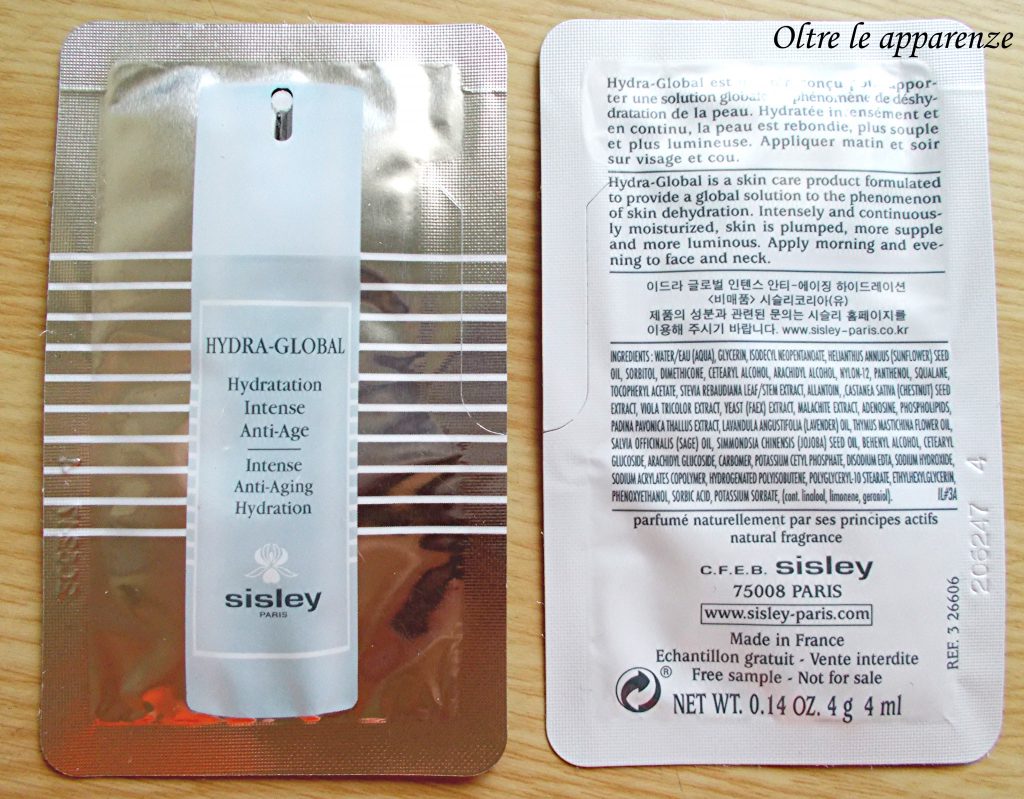 Oltre le apparenze
HYDRA-GLOBAL
Hydratation
Intense
Anti-Age
Intense
Anti-Aging
Hydration
sisley
PARIS
Hydra-Global est conçu appor-
ter une solution globale phénomène de déshy-
dratation de la peau. Hydratée intensément et
en continu, la peau est rebondie, plus souple
et plus lumineuse. Appliquer matin et soir
sur visage et cou.
Hydra-Global is a skin care product formulated
to provide a global solution to the phenomenon
of skin dehydration. Intensely and continuous-
ly moisturized, skin is plumped, more supple
and more luminous. Apply morning and eve-
ning to face and neck.
이드라 글로벌 인텐스 안티-에이징 하이드레이션
<비매품> 시슬리코리아(유)
제품의 성분과 관련된 문의는 시슬리 홈페이지를
이용해 주시기 바랍니다. www.sisley-paris.co.kr
INGREDIENTS : WATER/EAU (AQUA), GLYCERIN, ISODECYL NEOPENTANOATE, HELIANTHUS ANNUUS (SUNFLOWER) SEED
OIL, SORBITOL, DIMETHICONE, CETEARYL ALCOHOL, ARACHIDYL ALCOHOL, NYLON-12, PANTHENOL, SQUALANE,
TOCOPHERYL ACETATE, STEVIA REBAUDIANA LEAF/STEM EXTRACT, ALLANTOIN, , CASTANEA SATIVA (CHESTNUT) SEED
EXTRACT, VIOLA TRICOLOR EXTRACT, YEAST (FAEX) EXTRACT, MALACHITE EXTRACT, ADENOSINE, PHOSPHOLIPIDS,
PADINA PAVONICA THALLUS EXTRACT, LAVANDULA ANGUSTIFOLIA (LAVENDER) OIL, THYMUS MASTICHINA FLOWER OIL,
SALVIA OFFICINALIS (SAGE) OIL, SIMMONDSIA CHINENSIS (JOJOBA) SEED OIL, BEHENYL ALCOHOL, CETEARYL
GLUCOSIDE, ARACHIDYL GLUCOSIDE, CARBOMER, POTASSIUM CETYL PHOSPHATE, DISODIUM EDTA, SODIUM HYDROXIDE,
SODIUM ACRYLATES COPOLYMER, HYDROGENATED POLYISOBUTENE, POLYGLYCERYL-10 STEARATE, ETHYLHEXYLGLYCERIN,
PHENOXYETHANOL, SORBIC ACID, POTASSIUM SORBATE, (cont. linalool, limonene, geraniol). IL#3A
parfumé naturellement par ses principes actifs
natural fragrance
C.F.E.B. sisley
75008 PARIS
www.sisley-paris.com
Made in France
Echantillon gratuit - Vente interdite
Free sample - Not for sale
®
NET WT. 0.14 OZ. 4 g 4 ml
REF. 3 26606
206247 4